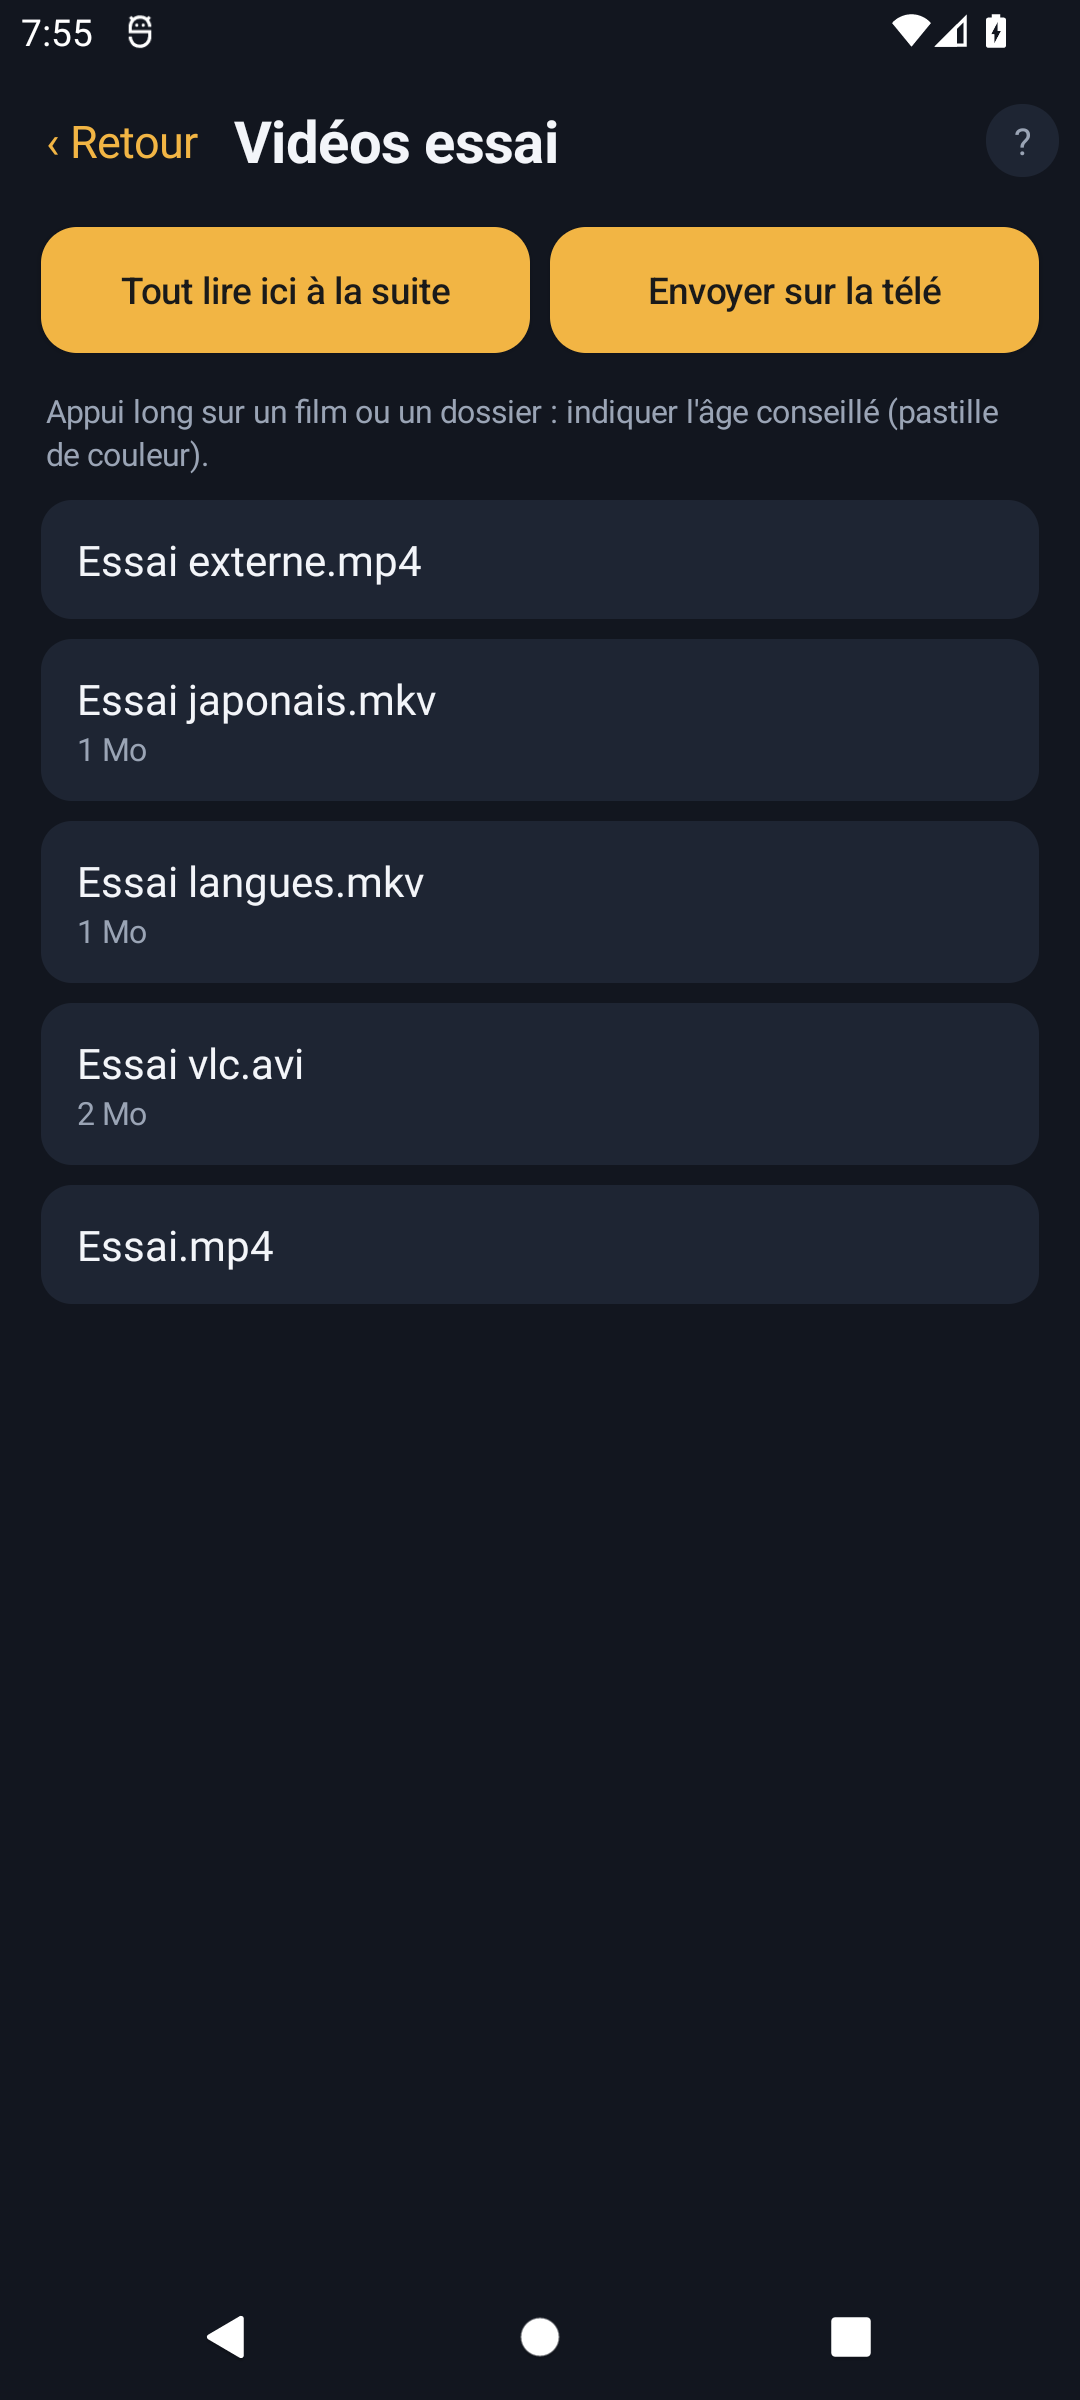 7:55
‹ Retour
Vidéos essai
?
Tout lire ici à la suite
Envoyer sur la télé
Appui long sur un film ou un dossier : indiquer l'âge conseillé (pastille
de couleur).
Essai externe.mp4
Essai japonais.mkv
1 Mo
Essai langues.mkv
1 Mo
Essai vlc.avi
2 Mo
Essai.mp4